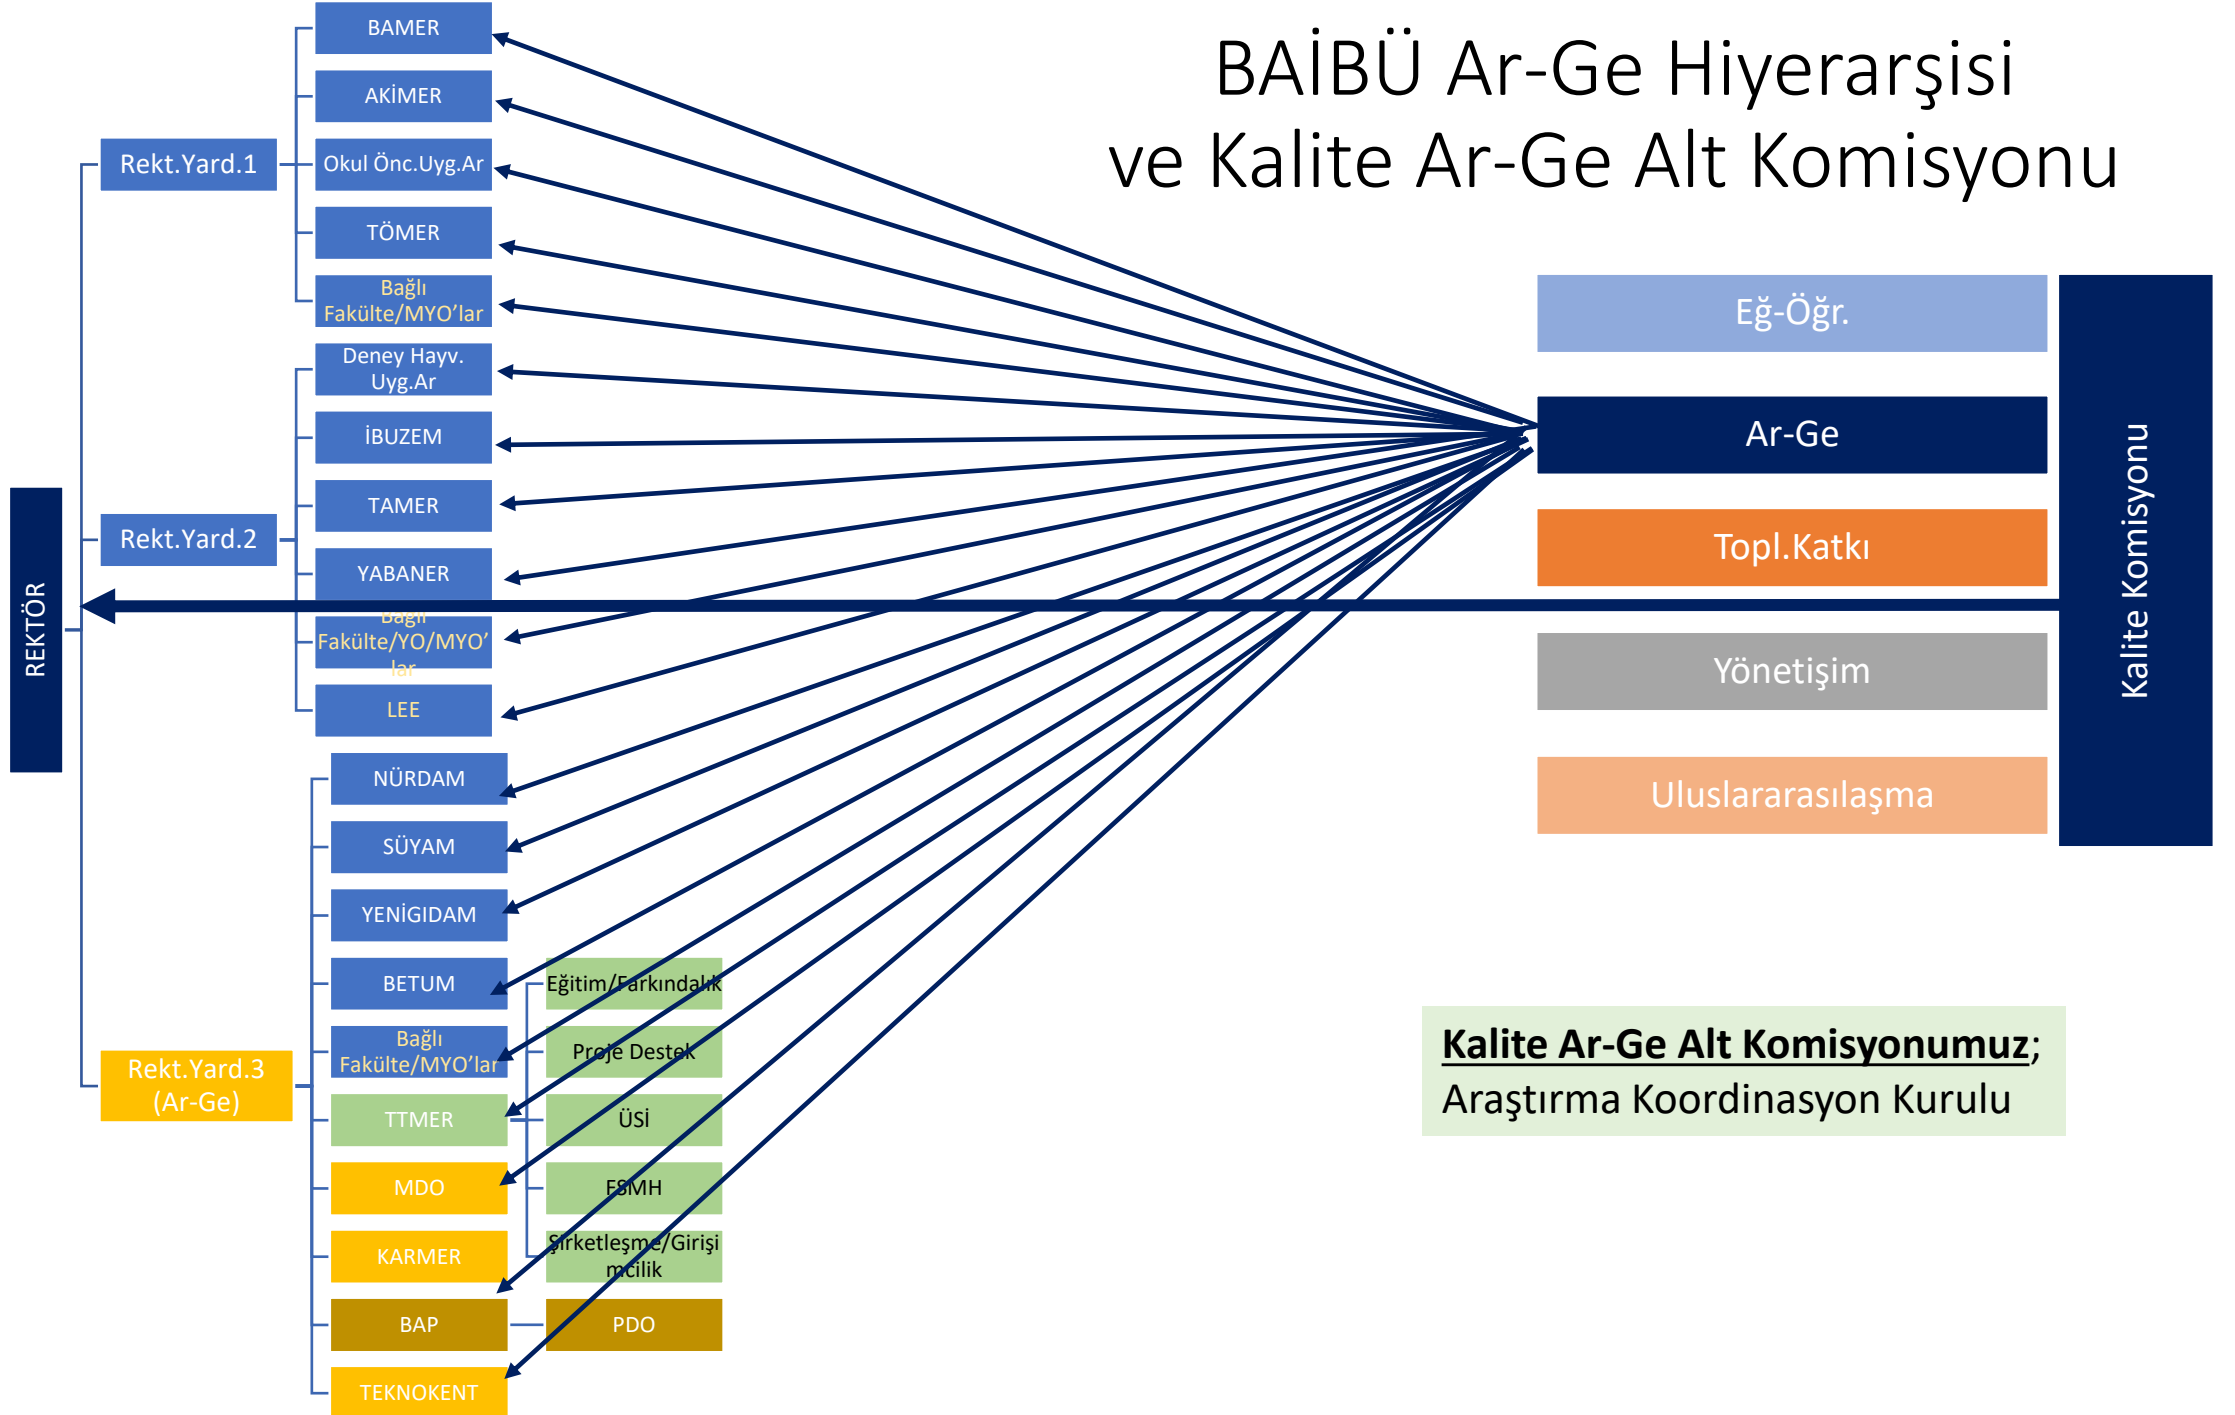 BAİBÜ Ar-Ge Hiyerarşisi
ve Kalite Ar-Ge Alt Komisyonu
REKTÖR
Rekt.Yard.1
BAMER
AKİMER
Okul Önc.Uyg.Ar
TÖMER
Bağlı
Fakülte/MYO’lar
Rekt.Yard.2
Deney Hayv.
Uyg.Ar
İBUZEM
TAMER
YABANER
Bağlı
Fakülte/YO/MYO’
lar
LEE
Rekt.Yard.3
(Ar-Ge)
NÜRDAM
SÜYAM
YENİGIDAM
BETUM
Bağlı
Fakülte/MYO’lar
TTMER
Eğitim/Farkındalık
Proje Destek
ÜSİ
FSMH
Şirketleşme/Girişi
mcilik
MDO
KARMER
BAP
PDO
TEKNOKENT
Eğ-Öğr.
Ar-Ge
Topl.Katkı
Yönetişim
Uluslararasılaşma
Kalite Komisyonu
Kalite Ar-Ge Alt Komisyonumuz;
Araştırma Koordinasyon Kurulu